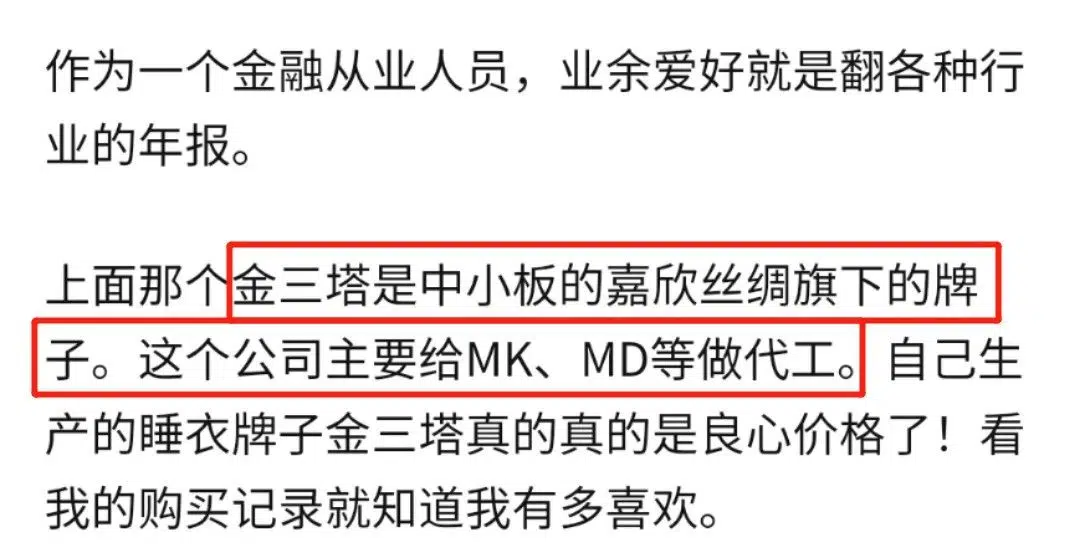 作为一个金融从业人员，业余爱好就是翻各种行
业的年报。
上面那个金三塔是中小板的嘉欣丝绸旗下的牌
子。这个公司主要给MK、MD等做代工。自己生
产的睡衣牌子金三塔真的真的是良心价格了！看
我的购买记录就知道我有多喜欢。